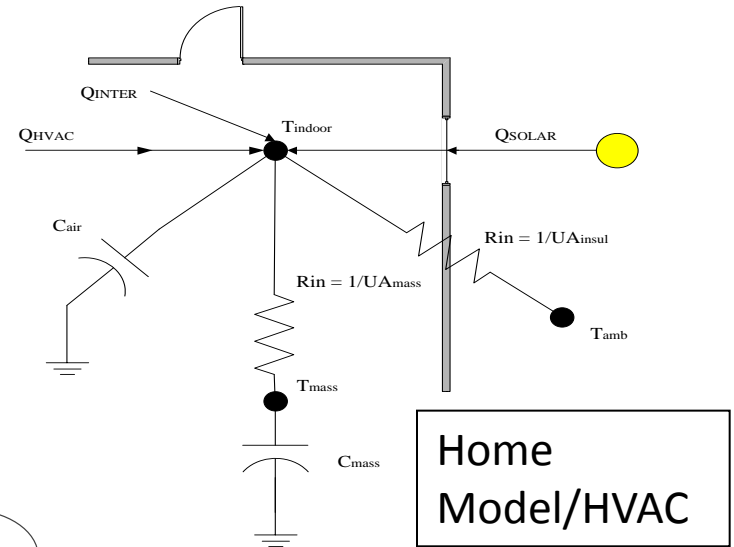 QINTER
Tindoor
QHVAC
QSOLAR
Cair
Rin = 1/UAinsul
Rin = 1/UAmass
Tamb
Tmass
Cmass
Home
Model/HVAC